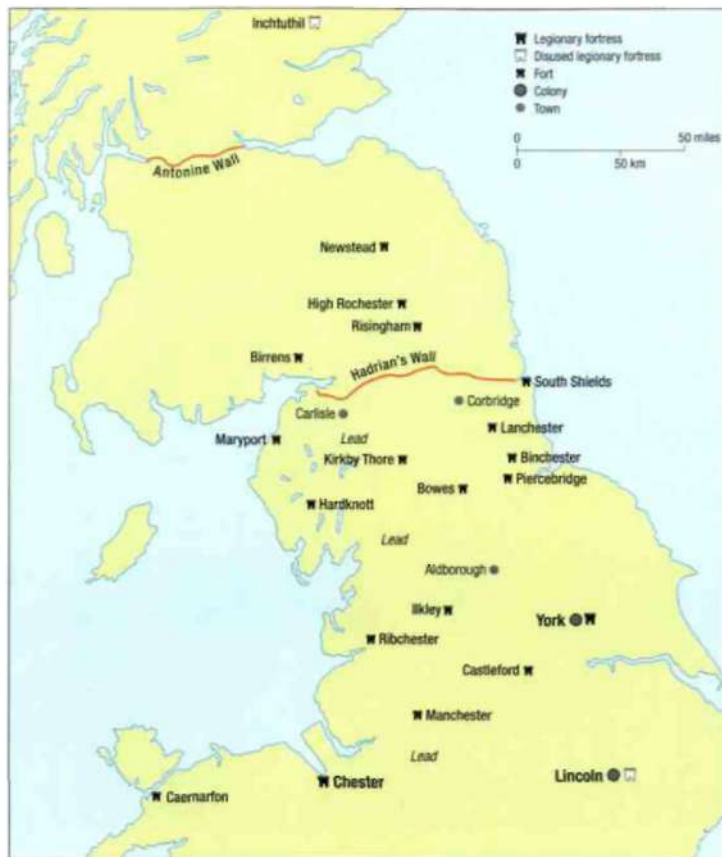 Inchtuthil
Legionary fortress
Disused legionary fortress
Fort
Colony
Town
0 50 miles
0 50 km
Antonine Wall
Newstead
High Rochester
Risingham
Birrens
Hadrian's Wall
South Shields
Carlisle
Corbridge
Lanchester
Maryport
Lead
Kirkby Thore
Binchester
Piercebridge
Bowes
Hardknott
Lead
Aldborough
Ilkley
York
Ribchester
Castleford
Manchester
Lead
Chester
Lincoln
Caernarfon